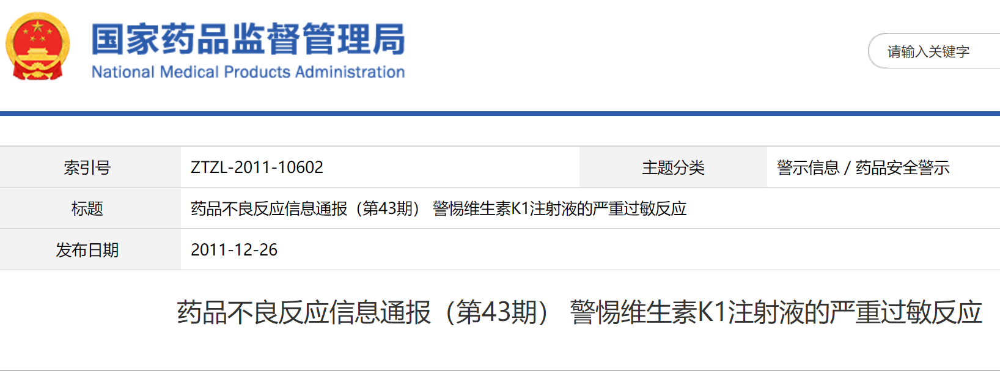 国家药品监督管理局
National Medical Products Administration
请输入关键字
索引号 ZTZL-2011-10602 主题分类 警示信息 / 药品安全警示
标题 药品不良反应信息通报（第43期） 警惕维生素K1注射液的严重过敏反应
发布日期 2011-12-26
药品不良反应信息通报（第43期） 警惕维生素K1注射液的严重过敏反应